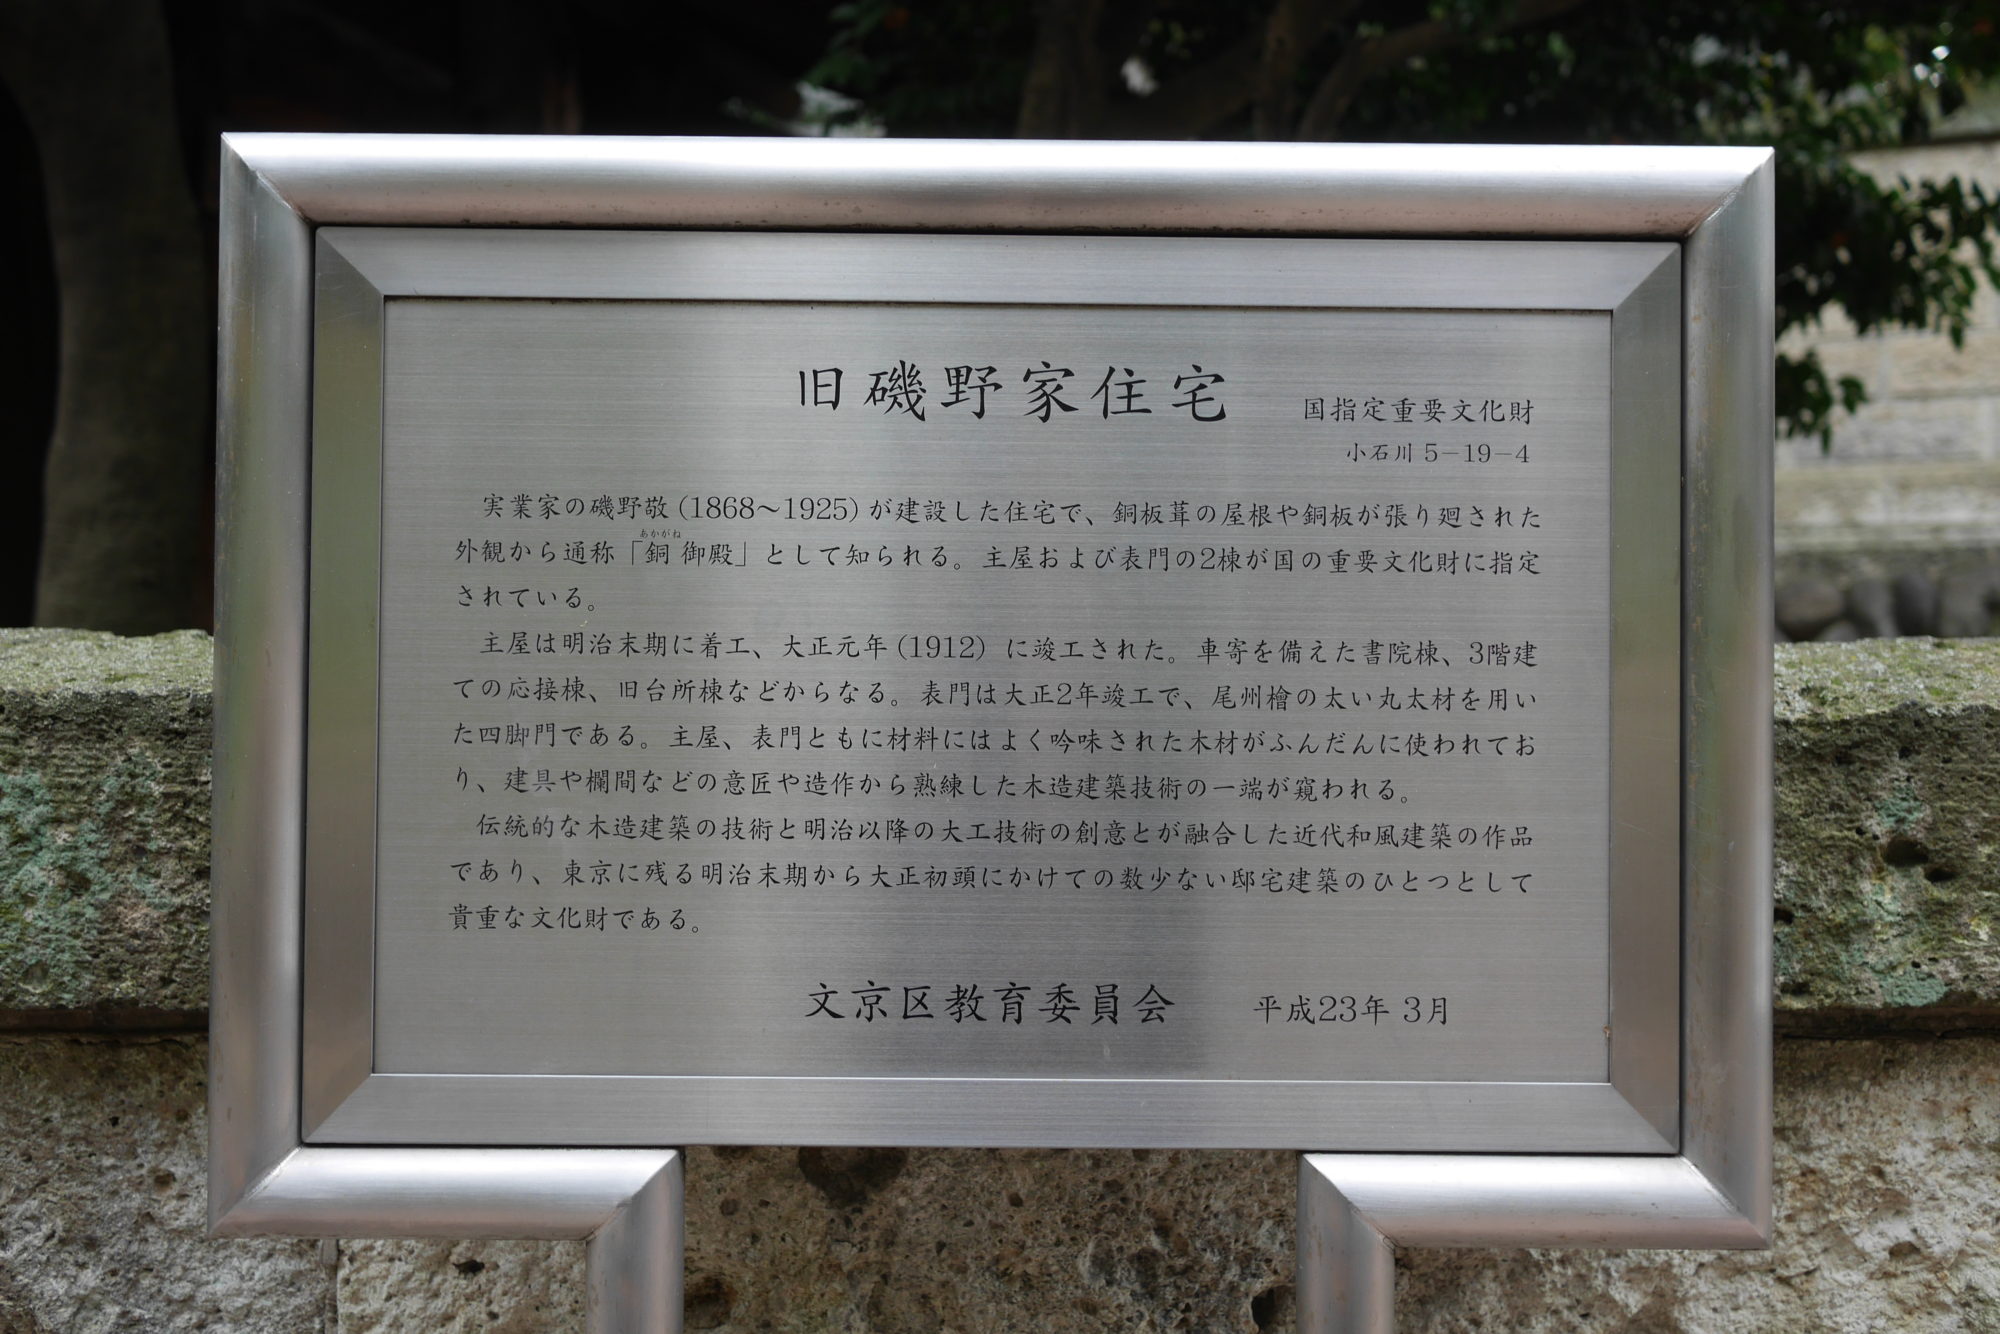 旧磯野家住宅
国指定重要文化財
小石川 5−19−4
実業家の磯野敬(1868〜1925)が建設した住宅で、銅板葺の屋根や銅板が張り廻された
あかがね
外観から通称「銅御殿」として知られる。主屋および表門の2棟が国の重要文化財に指定
されている。
主屋は明治末期に着工、大正元年(1912)に竣工された。車寄を備えた書院棟、3階建
ての応接棟、旧台所棟などからなる。表門は大正2年竣工で、尾州檜の太い丸太材を用い
た四脚門である。主屋、表門ともに材料にはよく吟味された木材がふんだんに使われてお
り、建具や欄間などの意匠や造作から熟練した木造建築技術の一端が窺われる。
伝統的な木造建築の技術と明治以降の大工技術の創意とが融合した近代和風建築の作品
であり、東京に残る明治末期から大正初頭にかけての数少ない邸宅建築のひとつとして
貴重な文化財である。
文京区教育委員会 平成23年 3月